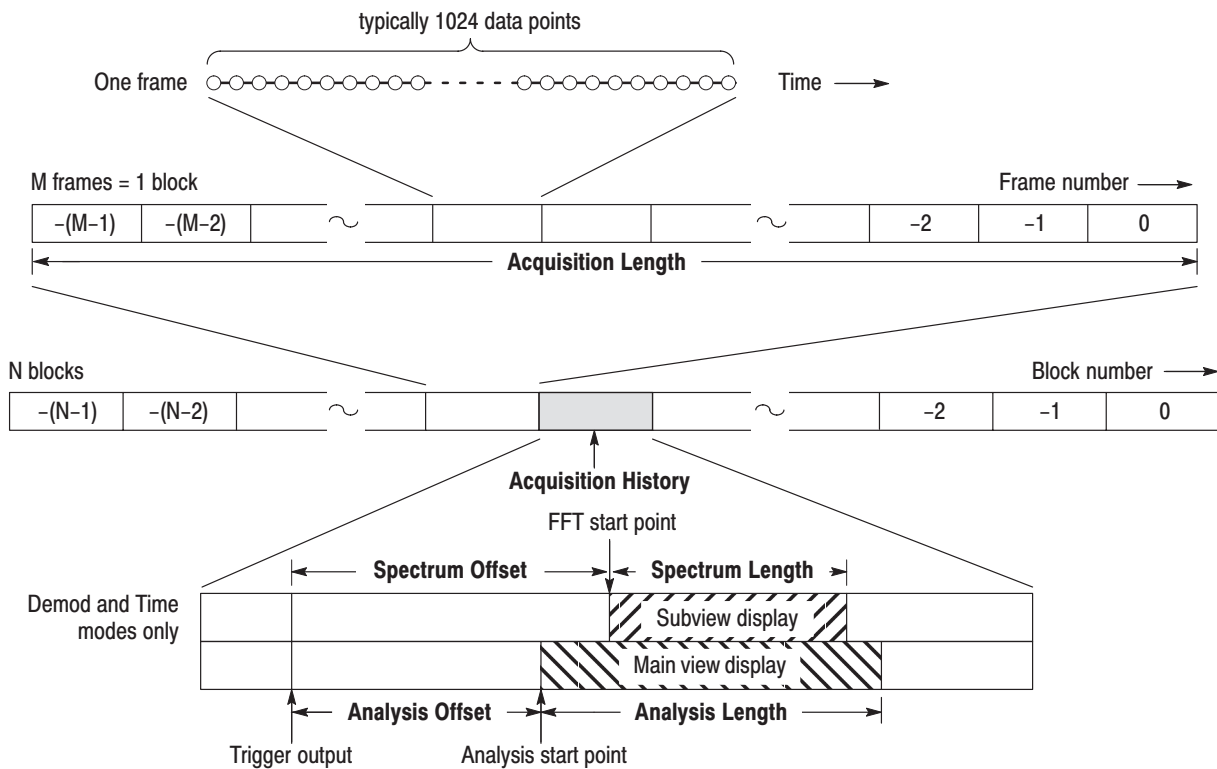 typically 1024 data points
One frame
Time
M frames = 1 block
Frame number
–(M–1) –(M–2) –2 –1 0
Acquisition Length
N blocks
Block number
–(N–1) –(N–2) –2 –1 0
Acquisition History
FFT start point
Spectrum Offset
Spectrum Length
Demod and Time
modes only
Subview display
Main view display
Analysis Offset
Analysis Length
Trigger output
Analysis start point